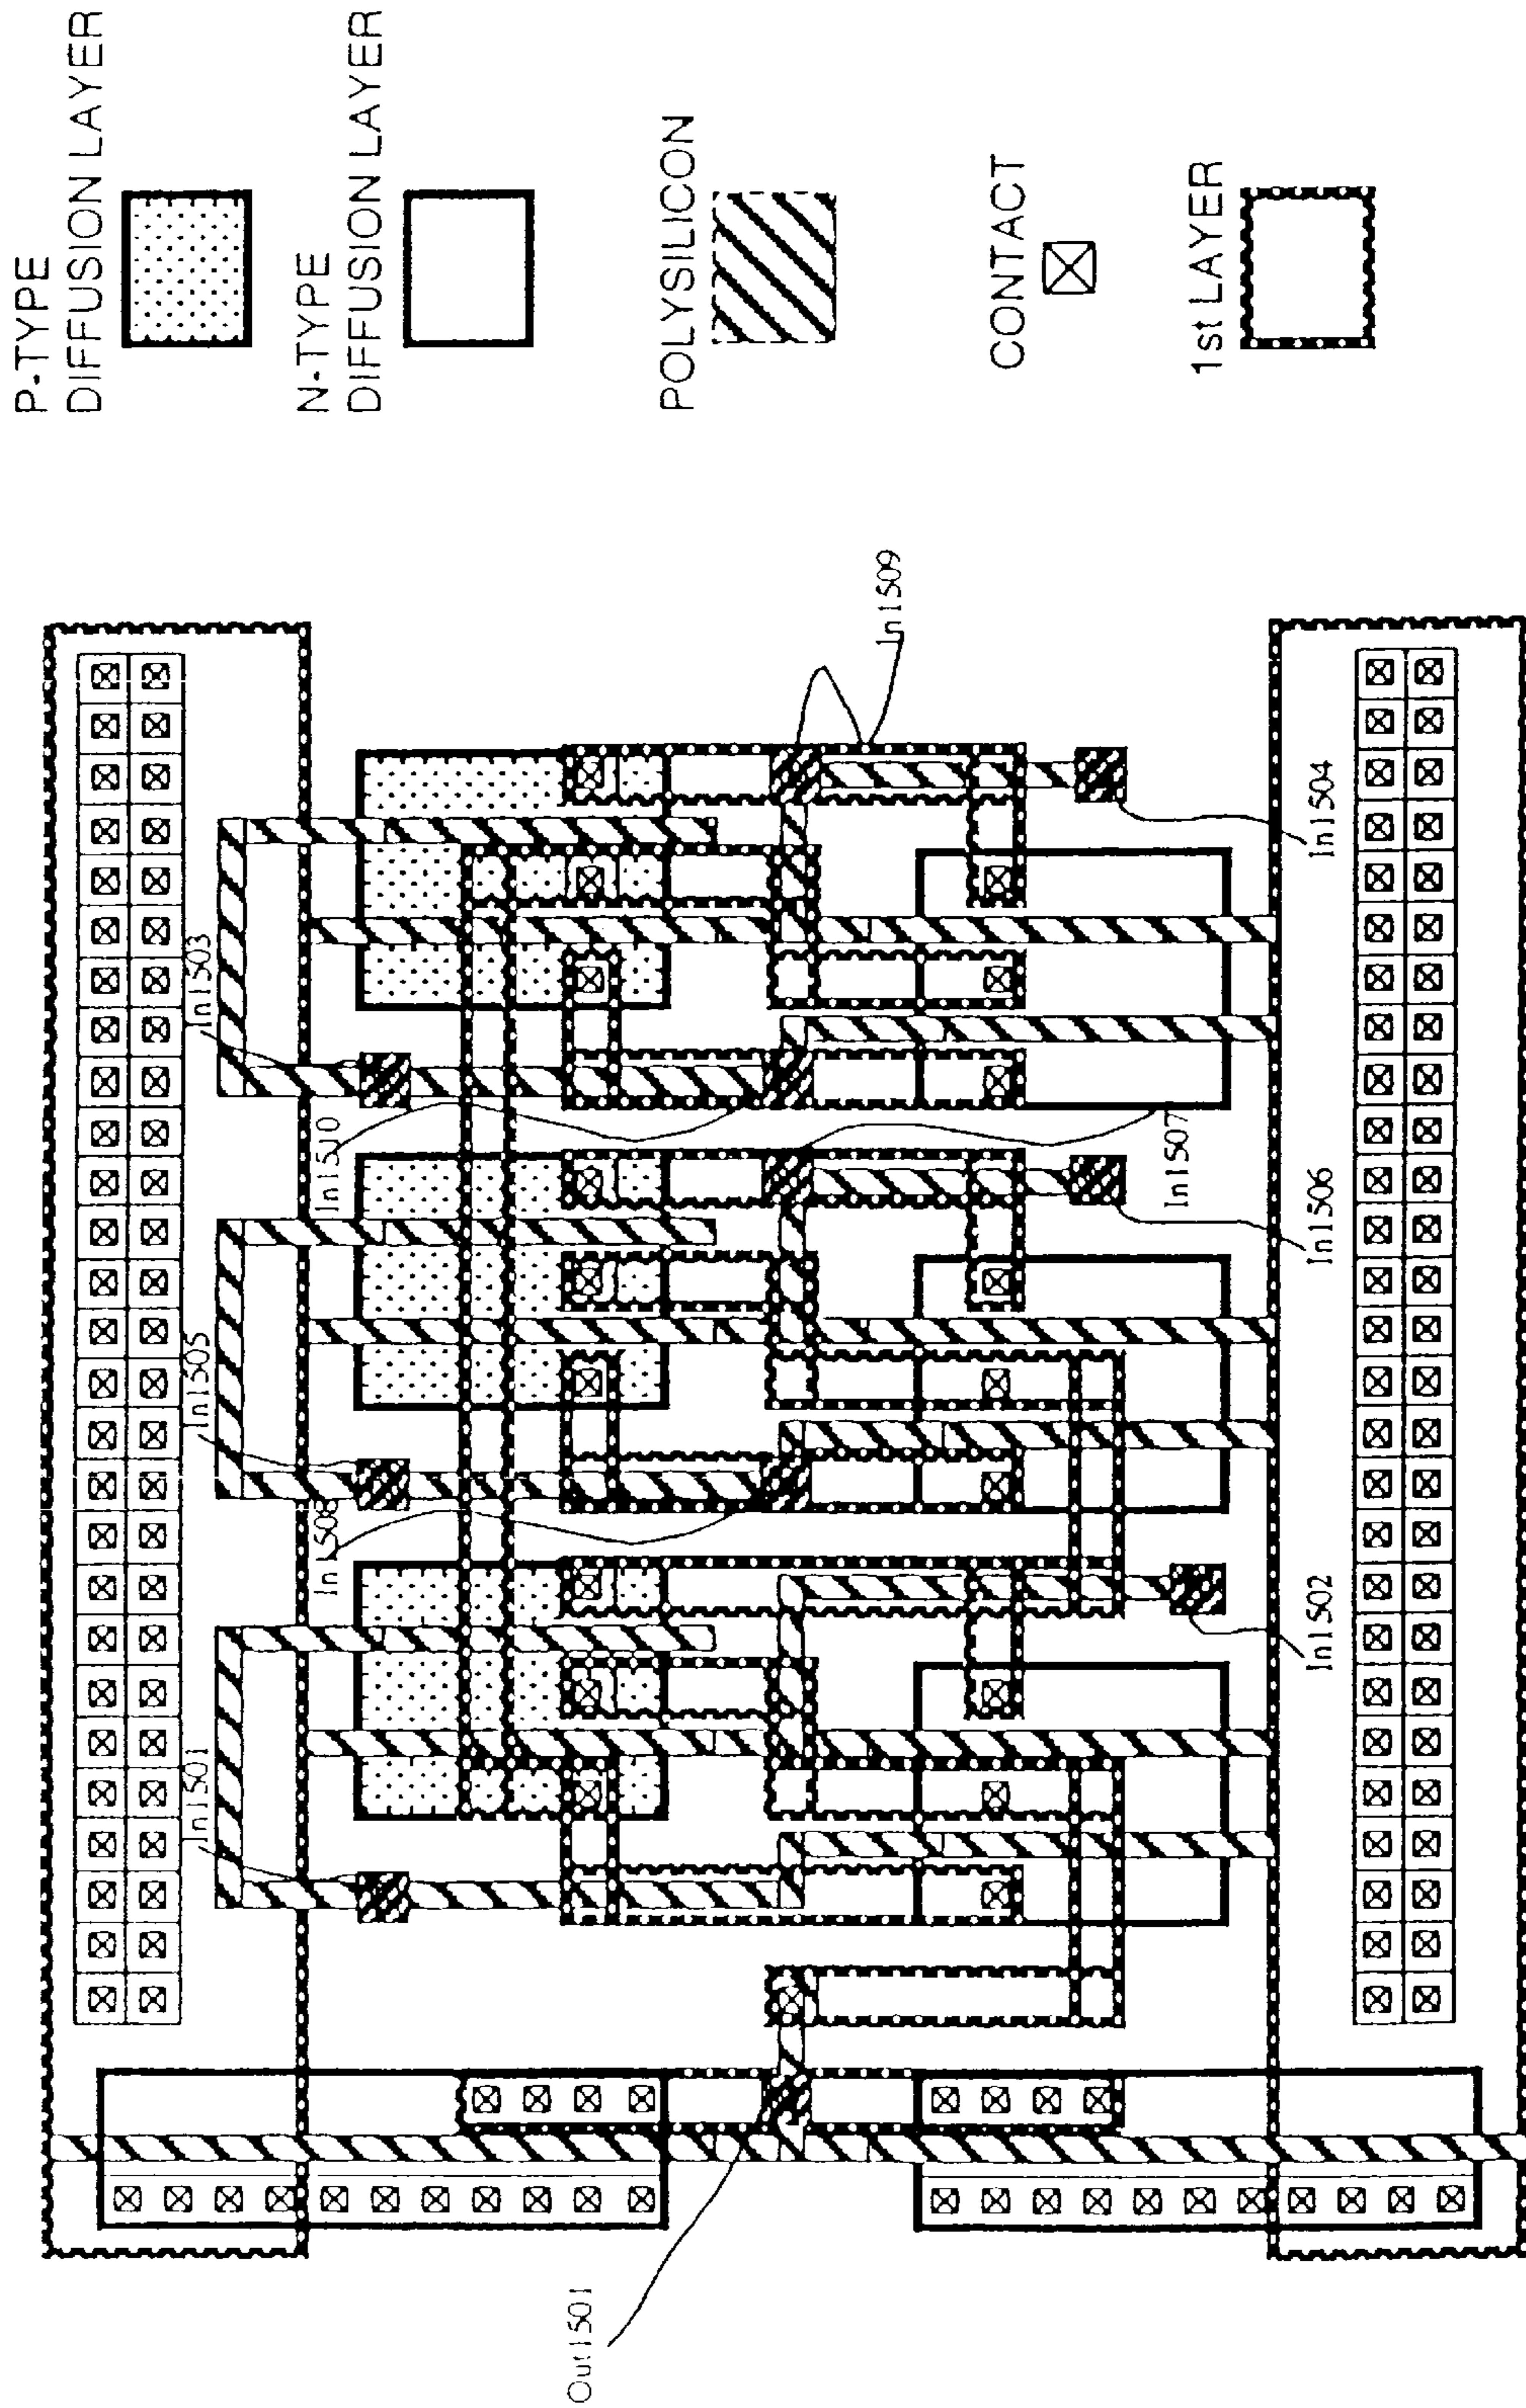 P-TYPE
DIFFUSION LAYER
N-TYPE
DIFFUSION LAYER
POLYSILICON
CONTACT
1st LAYER
In1501
In1505
In1503
In1508
In1510
In1509
Out1501
In1507
In1502
In1506
In1504